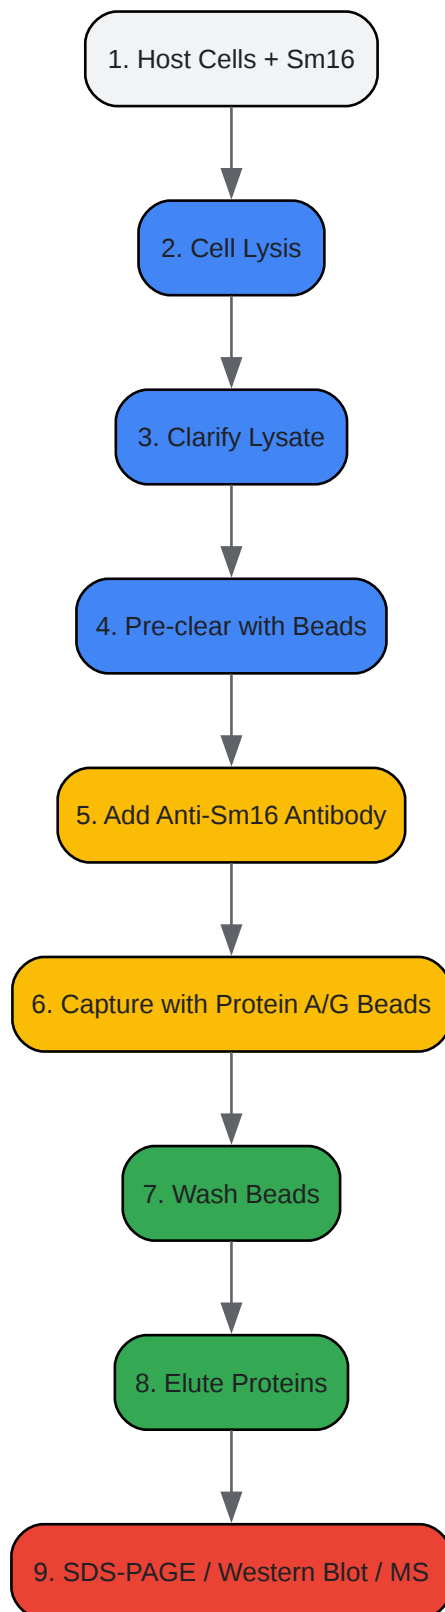 1. Host Cells + Sm16
2. Cell Lysis
3. Clarify Lysate
4. Pre-clear with Beads
5. Add Anti-Sm16 Antibody
6. Capture with Protein A/G Beads
7. Wash Beads
8. Elute Proteins
9. SDS-PAGE / Western Blot / MS